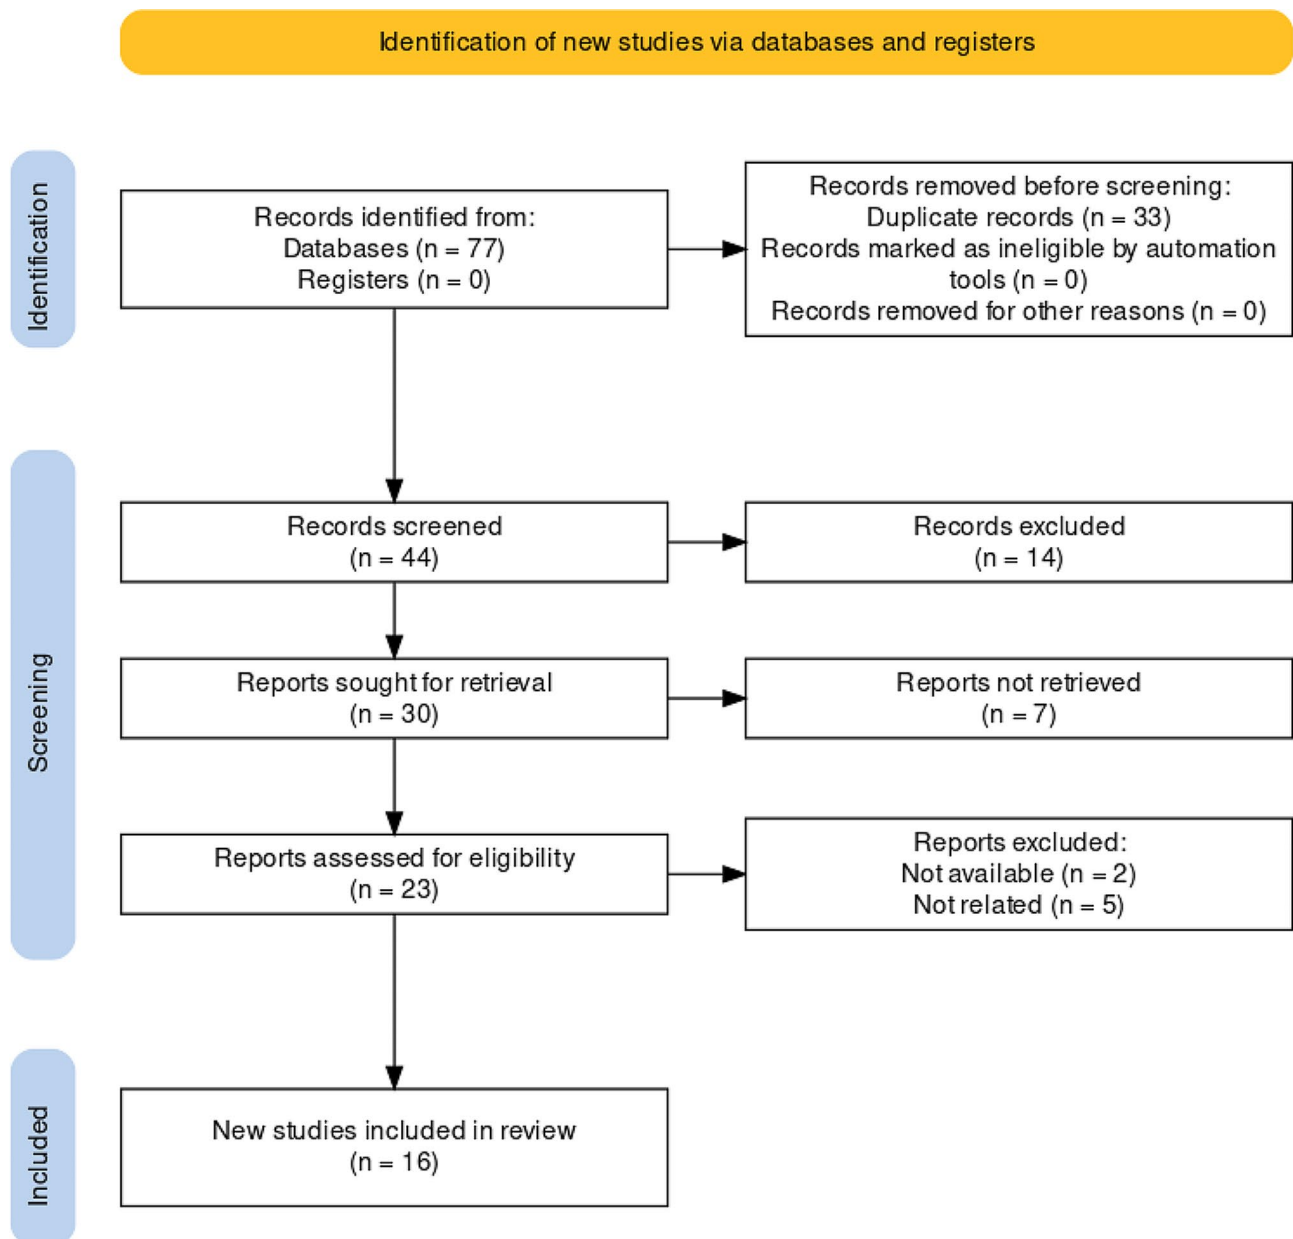 Identification of new studies via databases and registers
Identification
Records identified from:
Databases (n = 77)
Registers (n = 0)
Records removed before screening:
Duplicate records (n = 33)
Records marked as ineligible by automation
tools (n = 0)
Records removed for other reasons (n = 0)
Screening
Records screened
(n = 44)
Records excluded
(n = 14)
Reports sought for retrieval
(n = 30)
Reports not retrieved
(n = 7)
Reports assessed for eligibility
(n = 23)
Reports excluded:
Not available (n = 2)
Not related (n = 5)
Included
New studies included in review
(n = 16)